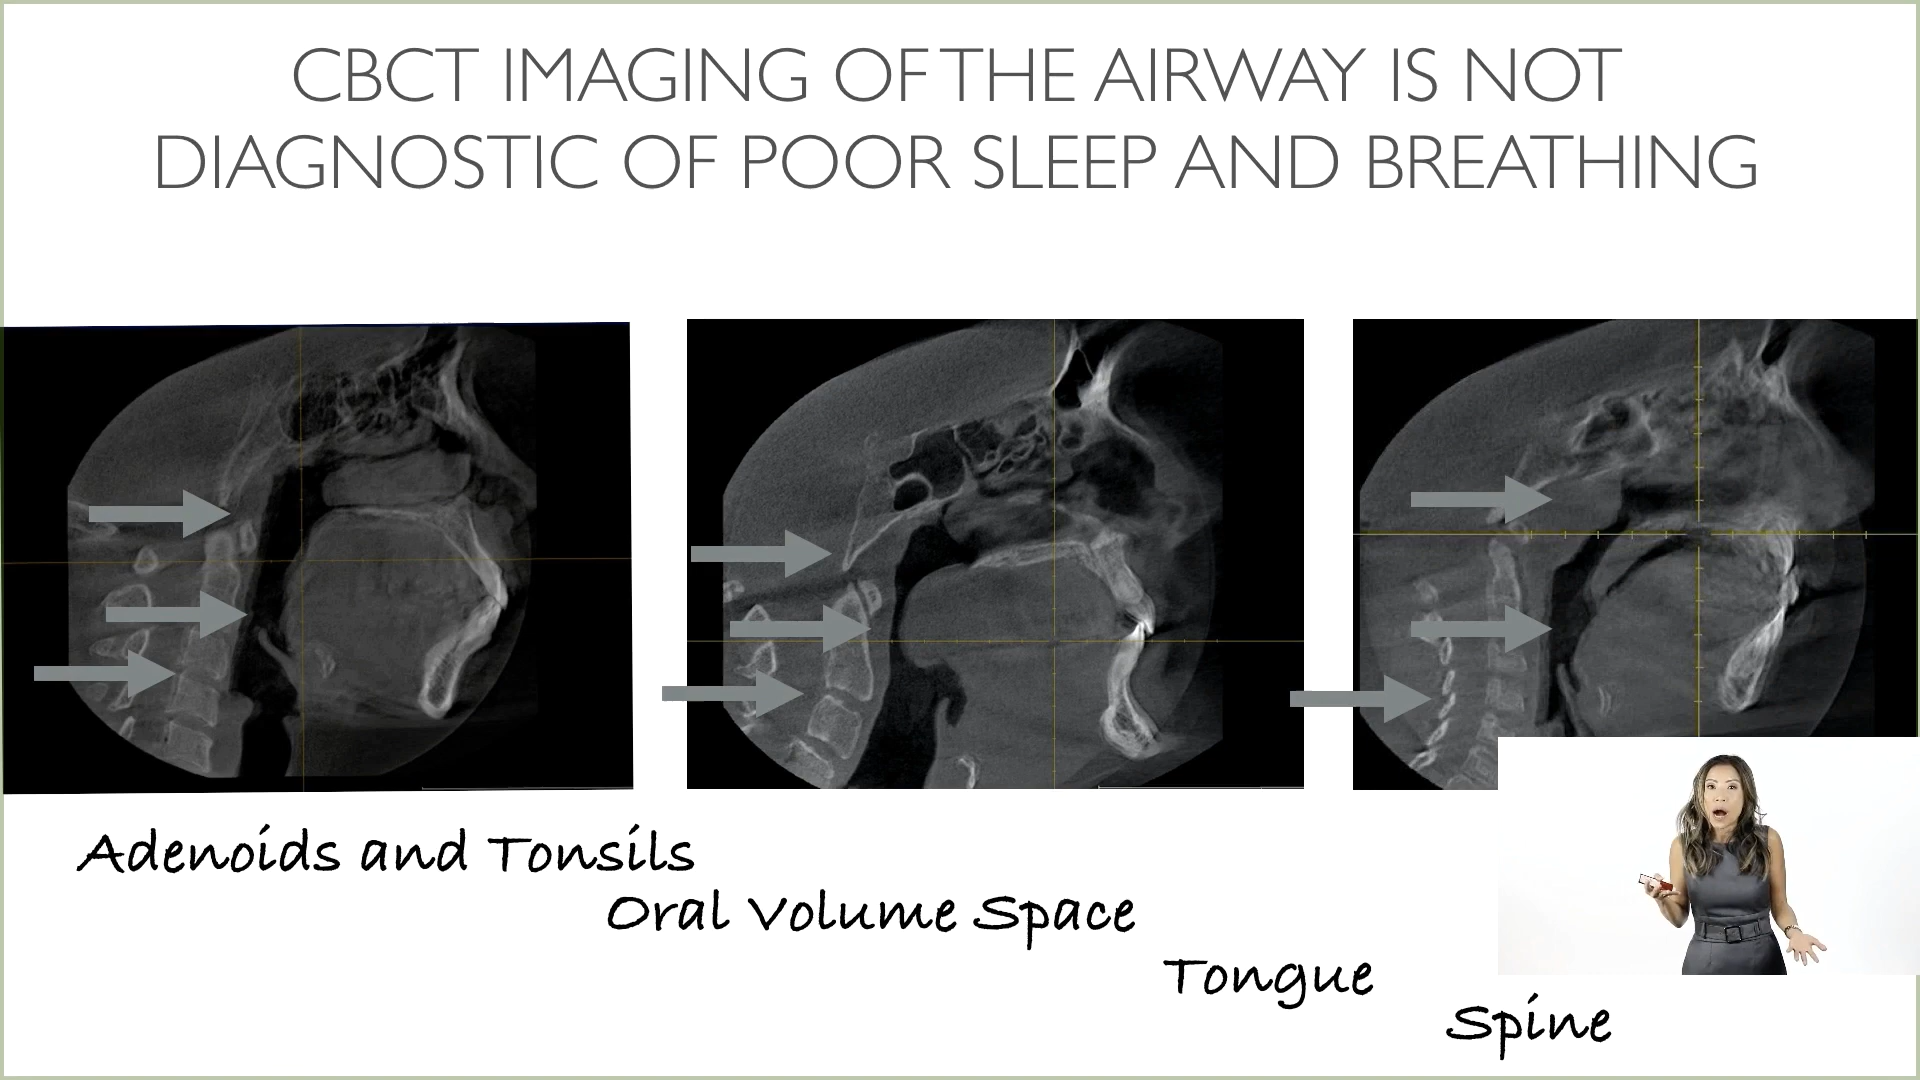 CBCT IMAGING OF THE AIRWAY IS NOT
DIAGNOSTIC OF POOR SLEEP AND BREATHING
Adenoids and Tonsils
Oral Volume Space
Tongue
Spine